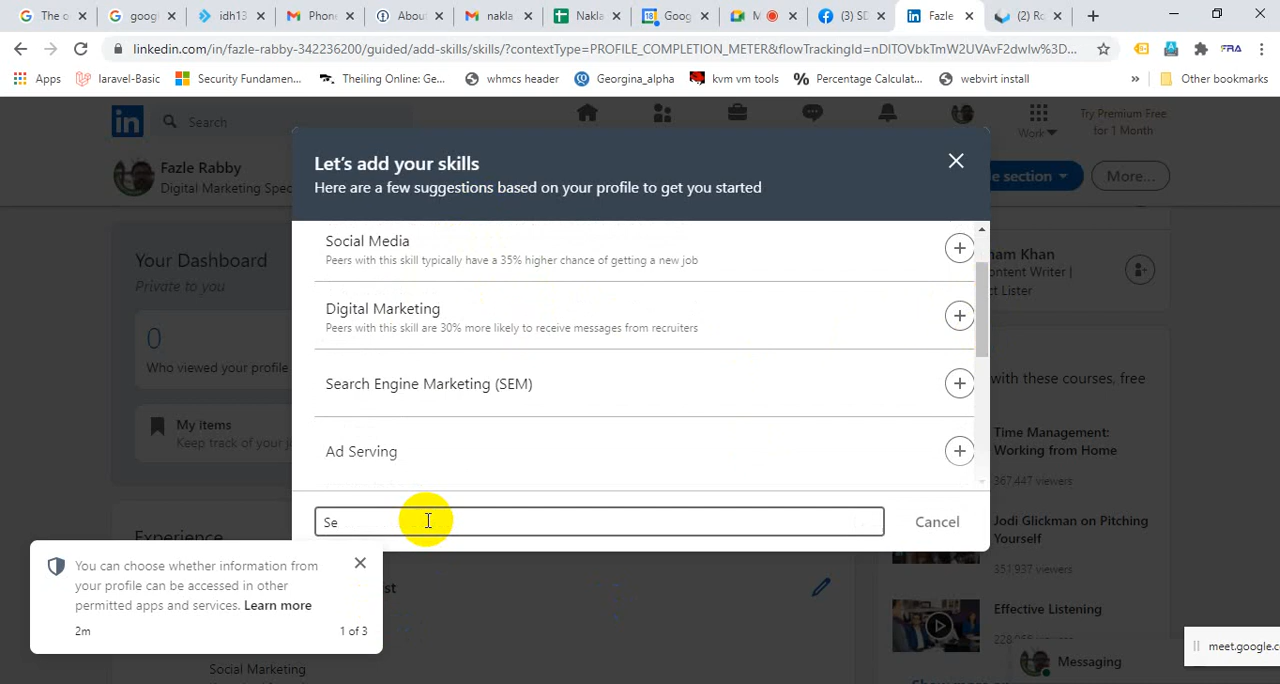 The o
goog
idh13
Phon
Abou
nakla
Nakla
Goog
M
(3) SD
Fazle
(2) Ro
linkedin.com/in/fazle-rabby-342236200/guided/add-skills/skills/?contextType=PROFILE_COMPLETION_METER&flowTrackingId=nDlTOVbkTmW2UVAvF2dwlw%3D...
Apps
laravel-Basic
Security Fundamen...
Theiling Online: Ge...
whmcs header
Georgina_alpha
kvm vm tools
Percentage Calculat...
webvirt install
»
Other bookmarks
in
Search
Work
Try Premium Free
for 1 Month
Fazle Rabby
Digital Marketing Spec
e section
More...
Let's add your skills
Here are a few suggestions based on your profile to get you started
Social Media
Peers with this skill typically have a 35% higher chance of getting a new job
Digital Marketing
Peers with this skill are 30% more likely to receive messages from recruiters
Search Engine Marketing (SEM)
Ad Serving
Se
Cancel
Your Dashboard
Private to you
0
Who viewed your profile
My items
Keep track of your j
Experience
st
Social Marketing
You can choose whether information from
your profile can be accessed in other
permitted apps and services. Learn more
2m
1 of 3
am Khan
ontent Writer |
ct Lister
with these courses, free
Time Management:
Working from Home
367,447 viewers
Jodi Glickman on Pitching
Yourself
351,937 viewers
Effective Listening
viewers
Messaging
meet.google.c